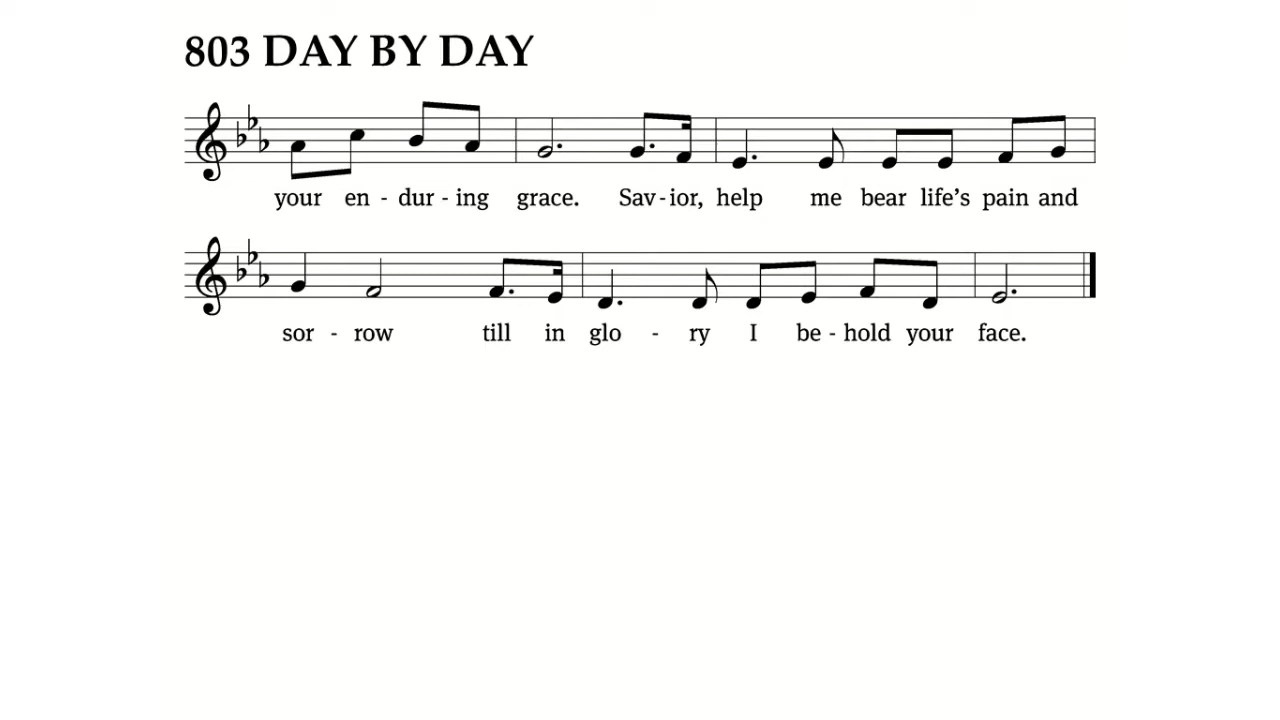 803 DAY BY DAY
your en - dur - ing grace. Sav - ior, help me bear life's pain and
sor - row till in glo - ry I be - hold your face.